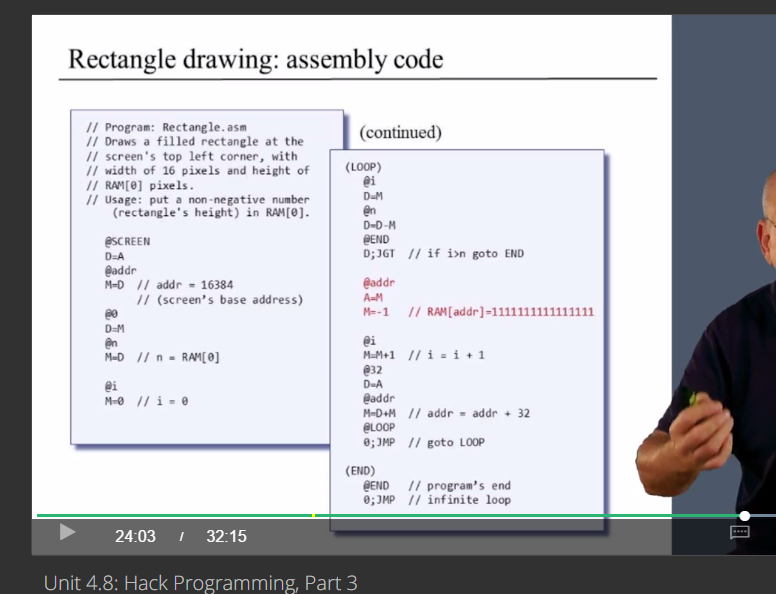 Rectangle drawing: assembly code
// Program: Rectangle.asm
// Draws a filled rectangle at the
// screen's top left corner, with
// width of 16 pixels and height of
// RAM[0] pixels.
// Usage: put a non-negative number
(rectangle's height) in RAM[0].
@SCREEN
D=A
@addr
M=D // addr = 16384
// (screen's base address)
@0
D=M
@n
M=D // n = RAM[0]
@i
M=0 // i = 0
(continued)
(LOOP)
@i
D=M
@n
D=D-M
@END
D;JGT // if i>n goto END
@addr
A=M
M=-1 // RAM[addr]=1111111111111111
@i
M=M+1 // i = i + 1
@32
D=A
@addr
M=D+M // addr = addr + 32
@LOOP
0;JMP // goto LOOP
(END)
@END // program's end
0;JMP // infinite loop
24:03 / 32:15
Unit 4.8: Hack Programming, Part 3